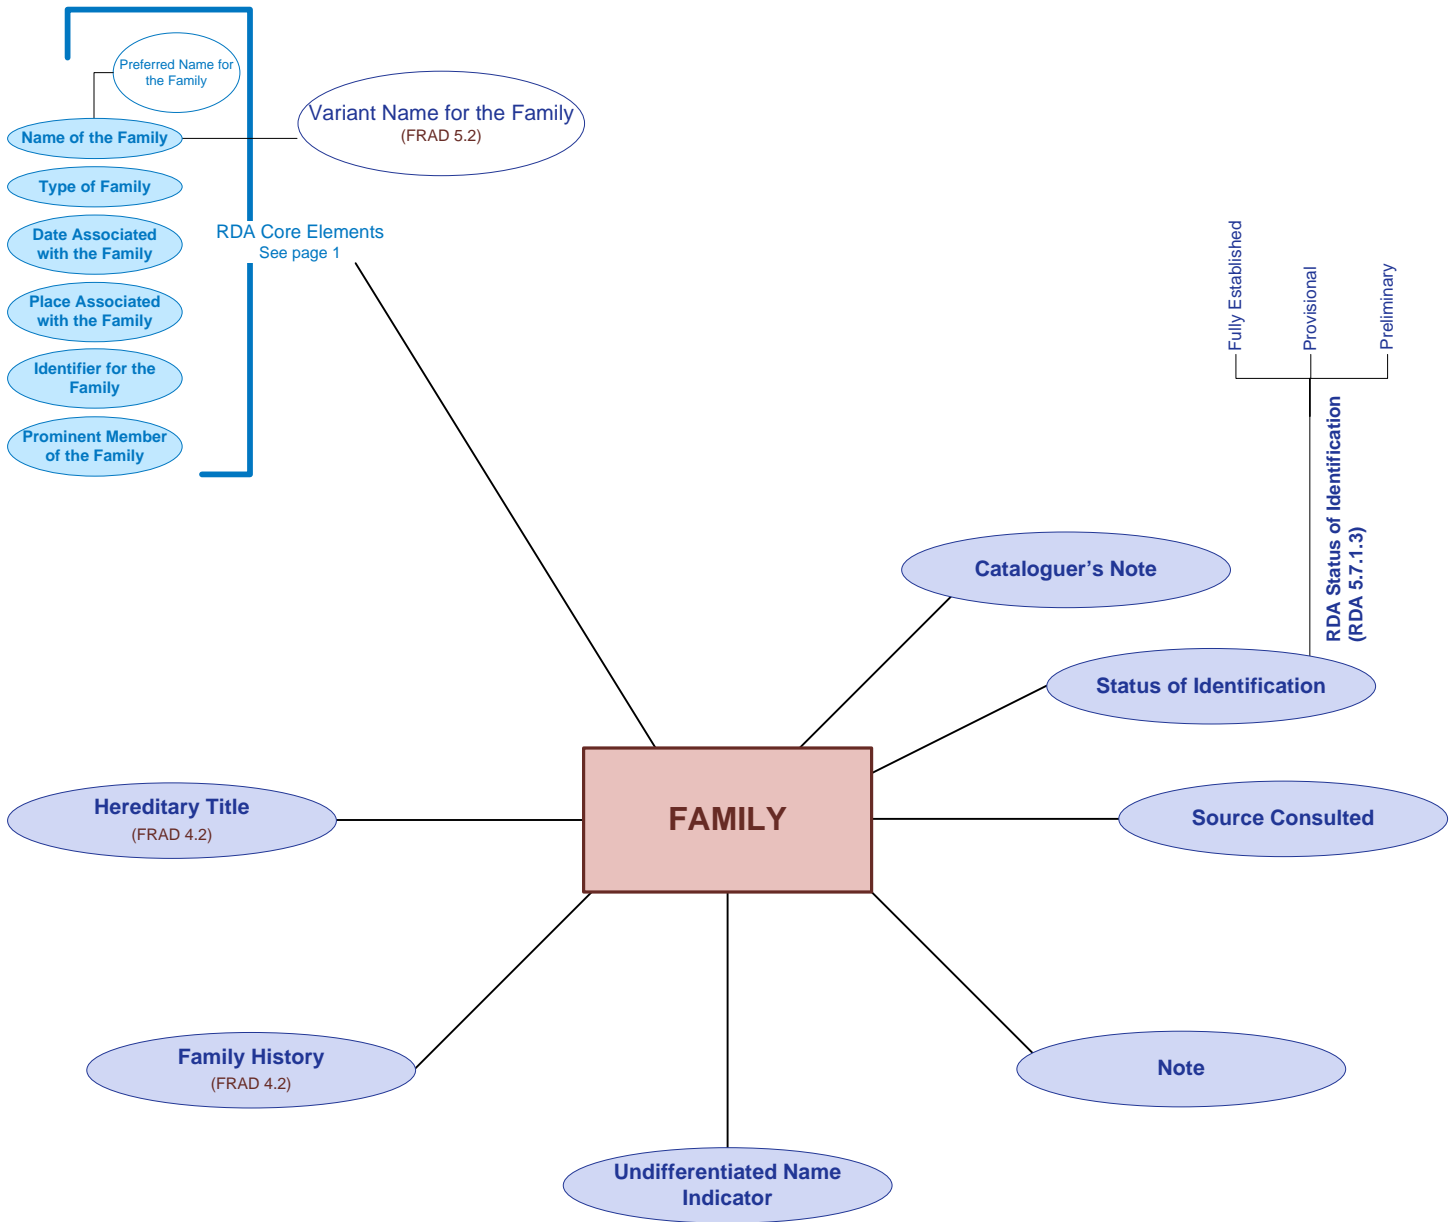 Preferred Name for
the Family
Variant Name for the Family
(FRAD 5.2)
Name of the Family
Type of Family
Date Associated
with the Family
RDA Core Elements
See page 1
Place Associated
with the Family
Identifier for the
Family
Prominent Member
of the Family
Fully Established
Provisional
Preliminary
RDA Status of Identification
(RDA 5.7.1.3)
Cataloguer’s Note
Status of Identification
Hereditary Title
(FRAD 4.2)
FAMILY
Source Consulted
Family History
(FRAD 4.2)
Note
Undifferentiated Name
Indicator